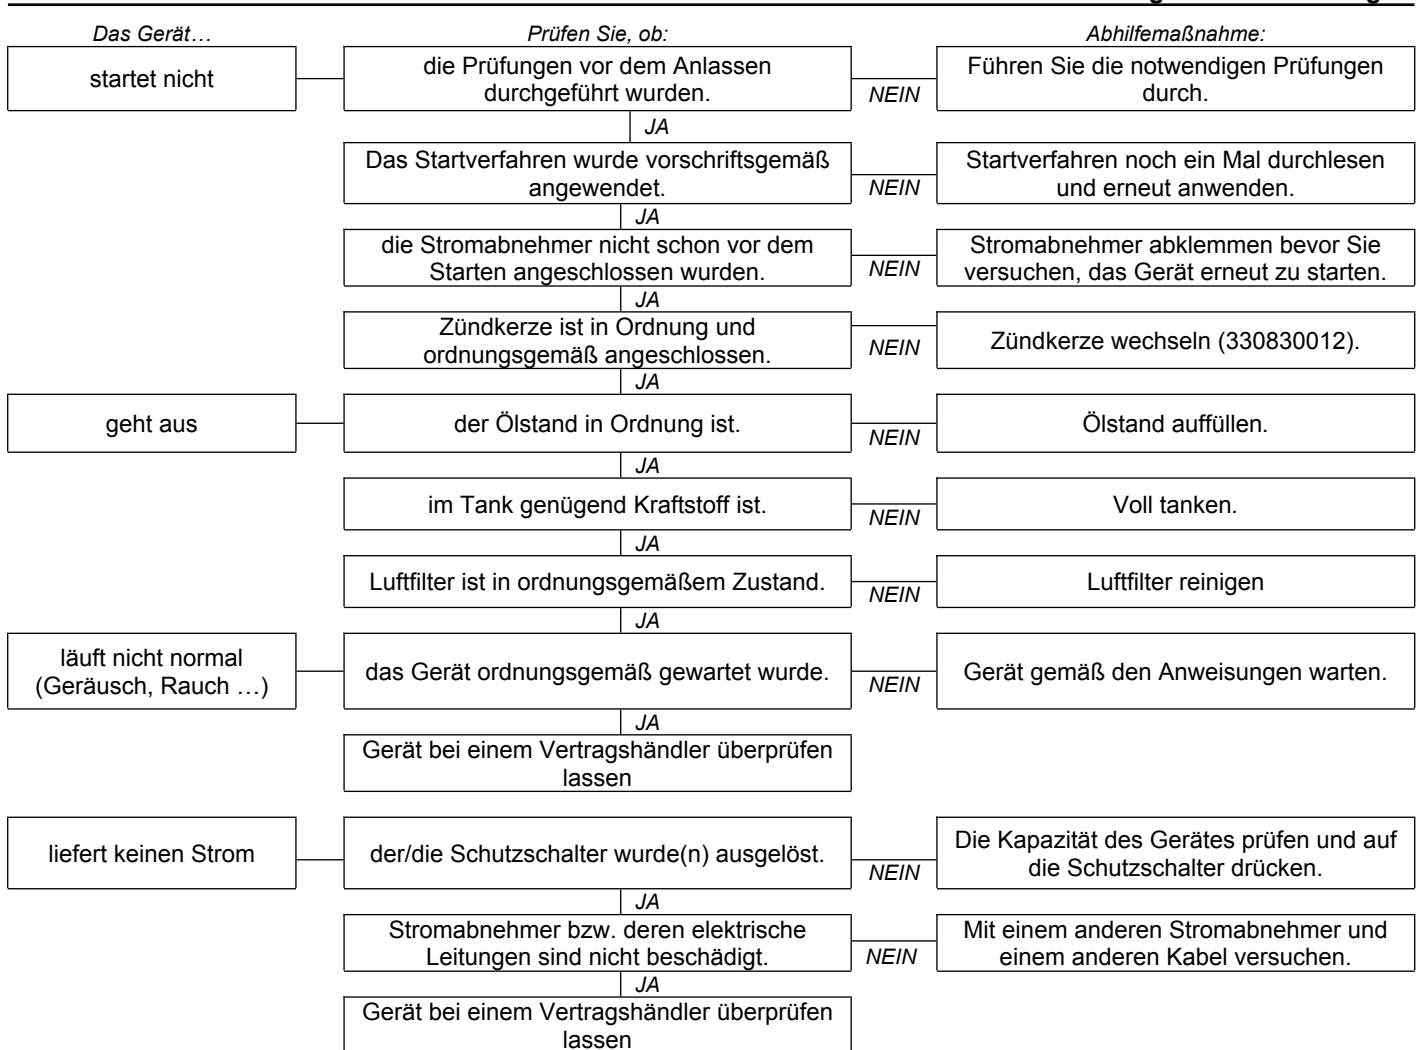 Das Gerät…
Prüfen Sie, ob:
Abhilfemaßnahme:
startet nicht
die Prüfungen vor dem Anlassen
durchgeführt wurden.
NEIN
Führen Sie die notwendigen Prüfungen
durch.
JA
Das Startverfahren wurde vorschriftsgemäß
angewendet.
NEIN
Startverfahren noch ein Mal durchlesen
und erneut anwenden.
JA
die Stromabnehmer nicht schon vor dem
Starten angeschlossen wurden.
NEIN
Stromabnehmer abklemmen bevor Sie
versuchen, das Gerät erneut zu starten.
JA
Zündkerze ist in Ordnung und
ordnungsgemäß angeschlossen.
NEIN
Zündkerze wechseln (330830012).
JA
geht aus
der Ölstand in Ordnung ist.
NEIN
Ölstand auffüllen.
JA
im Tank genügend Kraftstoff ist.
NEIN
Voll tanken.
JA
Luftfilter ist in ordnungsgemäßem Zustand.
NEIN
Luftfilter reinigen
JA
läuft nicht normal
(Geräusch, Rauch …)
das Gerät ordnungsgemäß gewartet wurde.
NEIN
Gerät gemäß den Anweisungen warten.
JA
Gerät bei einem Vertragshändler überprüfen
lassen
liefert keinen Strom
der/die Schutzschalter wurde(n) ausgelöst.
NEIN
Die Kapazität des Gerätes prüfen und auf
die Schutzschalter drücken.
JA
Stromabnehmer bzw. deren elektrische
Leitungen sind nicht beschädigt.
NEIN
Mit einem anderen Stromabnehmer und
einem anderen Kabel versuchen.
JA
Gerät bei einem Vertragshändler überprüfen
lassen